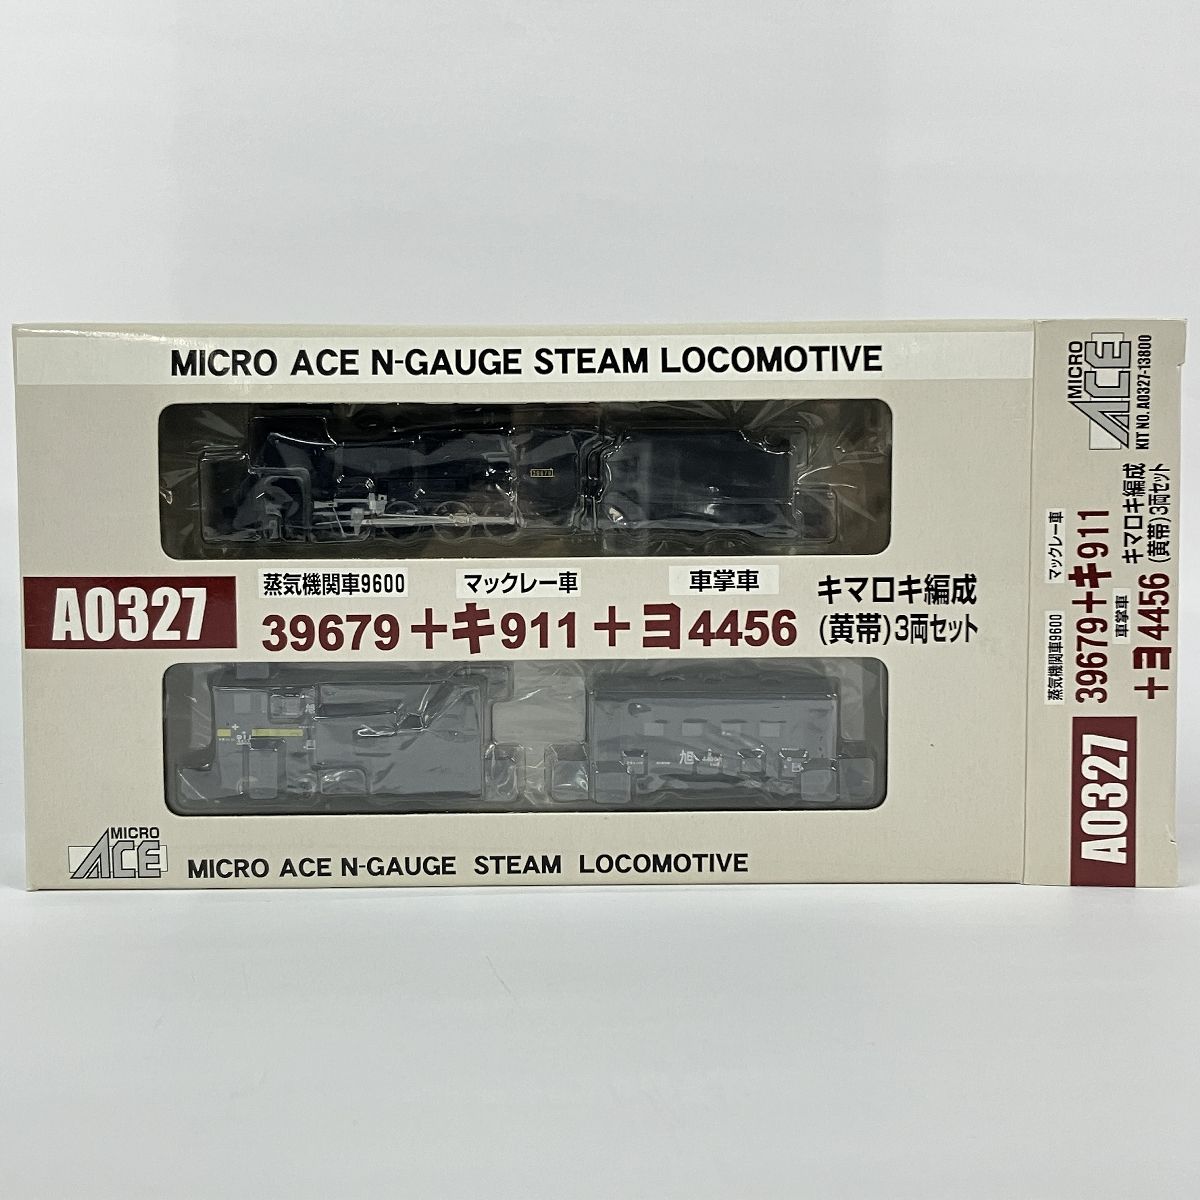 MICRO ACE N-GAUGE STEAM LOCOMOTIVE
39679
A0327
蒸気機関車9600 マックレー車 車掌車
39679+キ911+ヨ4456
キマロキ編成
(黄帯)3両セット
旭
MICRO
ACE
MICRO ACE N-GAUGE STEAM LOCOMOTIVE
MICRO
ACE
KIT NO. A0327-13800
蒸気機関車9600 マックレー車
39679+キ911
車掌車
+ヨ4456
キマロキ編成
(黄帯)3両セット
A0327